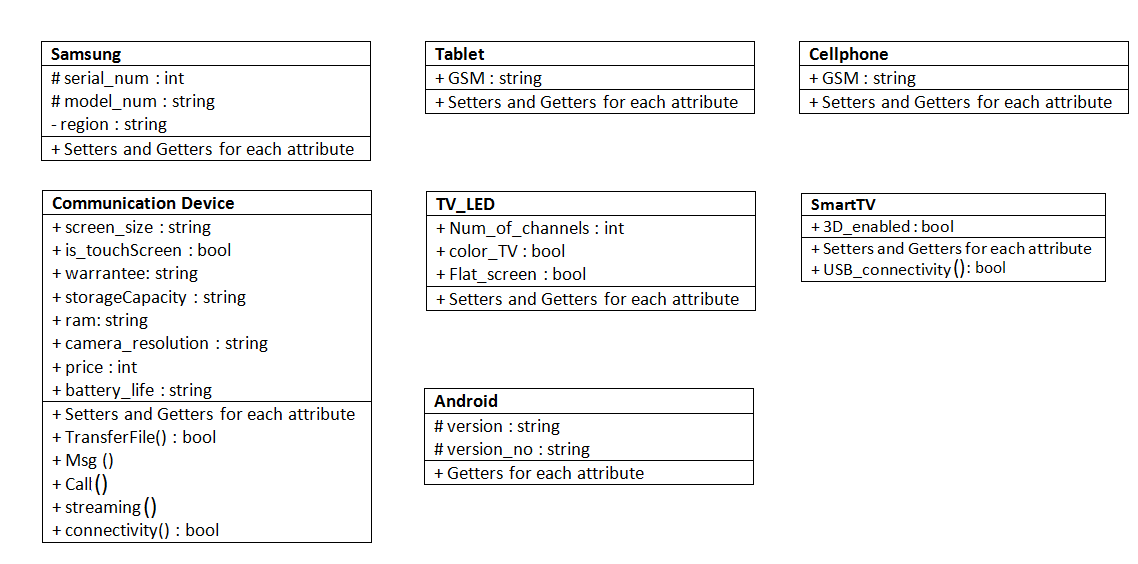 Samsung
# serial_num : int
# model_num : string
- region : string
+ Setters and Getters for each attribute
Tablet
+ GSM : string
+ Setters and Getters for each attribute
Cellphone
+ GSM : string
+ Setters and Getters for each attribute
Communication Device
+ screen_size : string
+ is_touchScreen : bool
+ warrantee: string
+ storageCapacity : string
+ ram: string
+ camera_resolution : string
+ price : int
+ battery_life : string
+ Setters and Getters for each attribute
+ TransferFile() : bool
+ Msg ()
+ Call()
+ streaming()
+ connectivity() : bool
TV_LED
+ Num_of_channels : int
+ color_TV : bool
+ Flat_screen : bool
+ Setters and Getters for each attribute
SmartTV
+ 3D_enabled : bool
+ Setters and Getters for each attribute
+ USB_connectivity(): bool
Android
# version : string
# version_no : string
+ Getters for each attribute